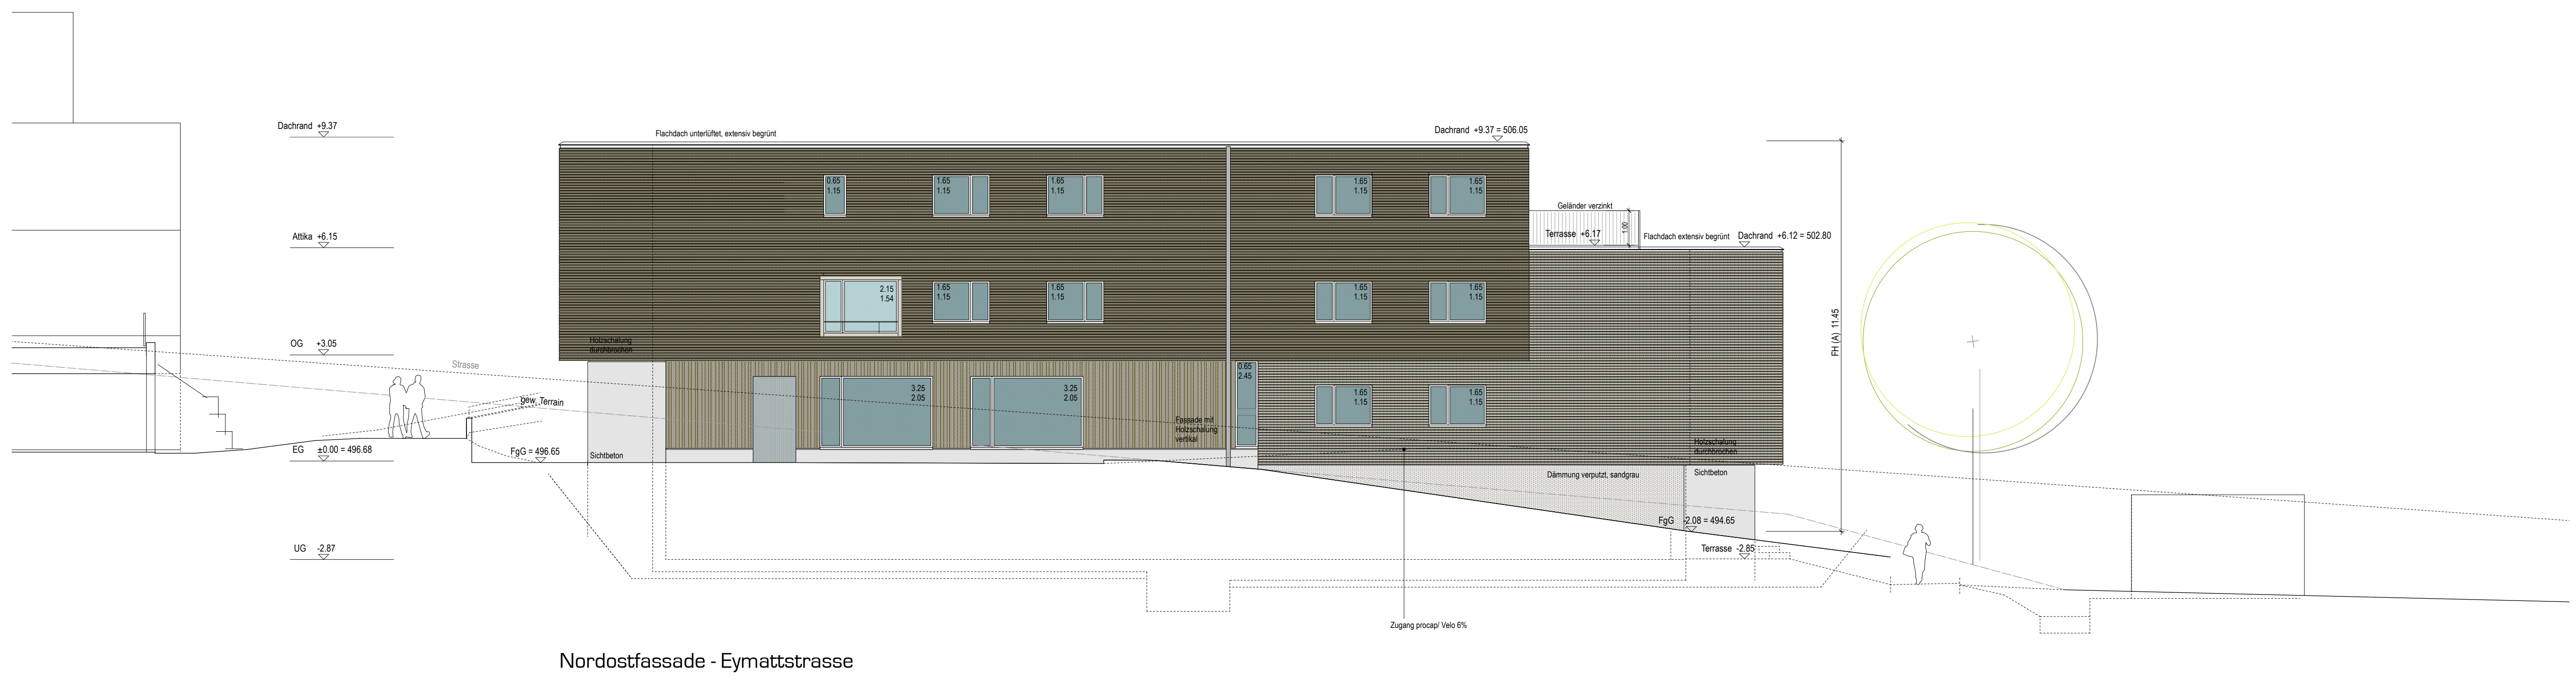 Dachrand +9.37
Flachdach unterlüftet, extensiv begrünt
Dachrand +9.37 = 506.05
0.65
1.15
1.65
1.15
1.65
1.15
1.65
1.15
1.65
1.15
Geländer verzinkt
1.00
Attika +6.15
Terrasse +6.17
Flachdach extensiv begrünt
Dachrand +6.12 = 502.80
2.15
1.54
1.65
1.15
1.65
1.15
1.65
1.15
1.65
1.15
FH (A) 11.45
OG +3.05
Holzschalung
durchbrochen
Strasse
gew. Terrain
3.25
2.05
3.25
2.05
0.65
2.45
1.65
1.15
1.65
1.15
Fassade mit
Holzschalung
vertikal
EG ±0.00 = 496.68
FgG = 496.65
Sichtbeton
Holzschalung
durchbrochen
Dämmung verputzt, sandgrau
Sichtbeton
FgG -2.08 = 494.65
UG -2.87
Terrasse -2.85
Zugang procap/ Velo 6%
Nordostfassade - Eymattstrasse